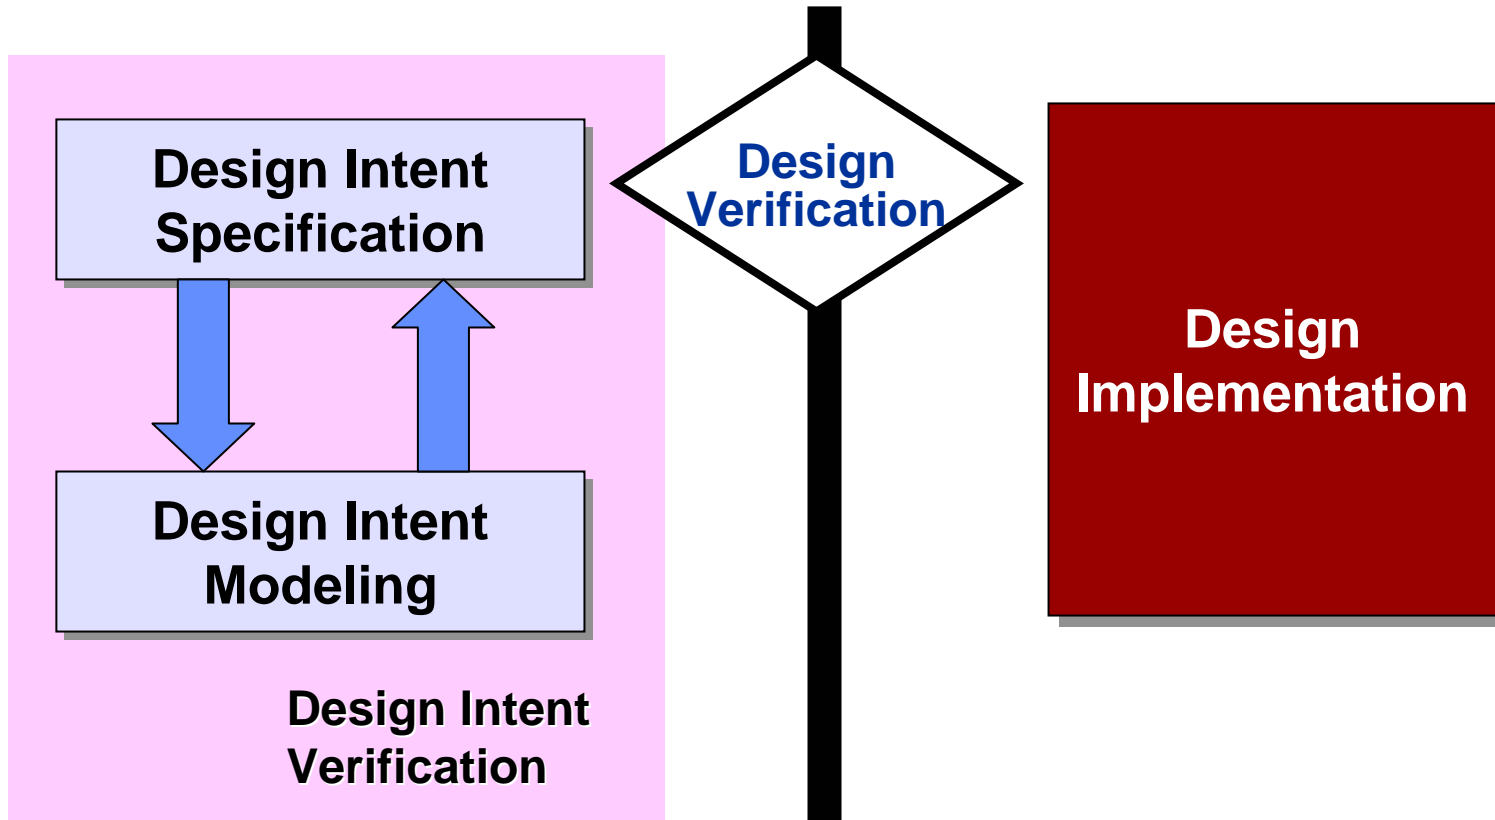 Design Intent
Specification
Design
Verification
Design
Implementation
Design Intent
Modeling
Design Intent
Verification